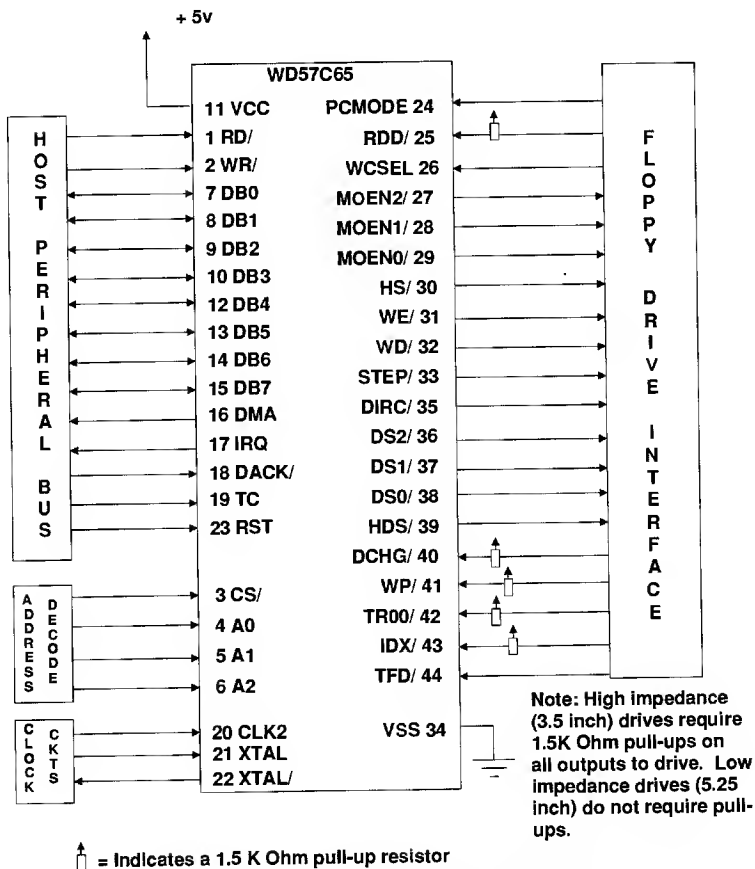 + 5v
WD57C65
11 VCC
1 RD/
2 WR/
7 DB0
8 DB1
9 DB2
10 DB3
12 DB4
13 DB5
14 DB6
15 DB7
16 DMA
17 IRQ
18 DACK/
19 TC
23 RST
3 CS/
4 A0
5 A1
6 A2
20 CLK2
21 XTAL
22 XTAL/
PCMODE 24
RDD/ 25
WCSEL 26
MOEN2/ 27
MOEN1/ 28
MOEN0/ 29
HS/ 30
WE/ 31
WD/ 32
STEP/ 33
DIRC/ 35
DS2/ 36
DS1/ 37
DS0/ 38
HDS/ 39
DCHG/ 40
WP/ 41
TR00/ 42
IDX/ 43
TFD/ 44
VSS 34
HOST PERIPHERAL BUS
ADDRESS
DECODE
CLOCK
CKTS
FLOPPY DRIVE INTERFACE
Note: High impedance
(3.5 inch) drives require
1.5K Ohm pull-ups on
all outputs to drive. Low
impedance drives (5.25
inch) do not require pull-
ups.
= Indicates a 1.5 K Ohm pull-up resistor